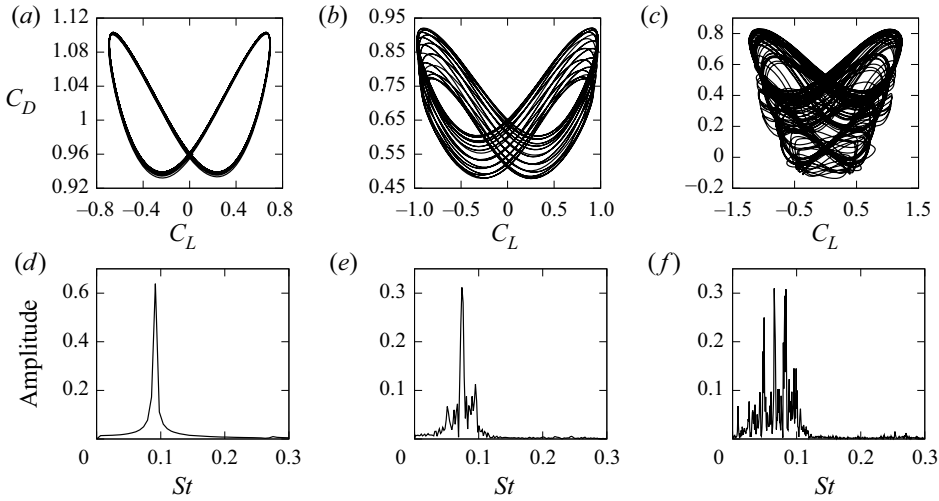 (a) (b) (c)
1.12 0.95 0.8
1.08 0.85 0.6
C_D 1.04 0.75 0.4
1 0.65 0.2
0.96 0.55 0
0.92 0.45 −0.2
−0.8 −0.4 0 0.4 0.8 −1.0 −0.5 0 0.5 1.0 −1.5 −0.5 0.5 1.5
C_L C_L C_L
(d) (e) (f)
0.6 0.3 0.3
0.4 0.2 0.2
Amplitude
0.2 0.1 0.1
0 0.1 0.2 0.3 0 0.1 0.2 0.3 0 0.1 0.2 0.3
St St St